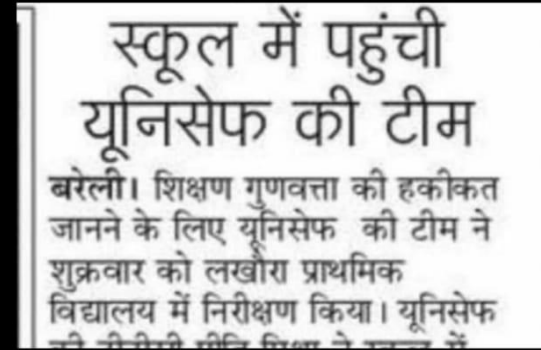 स्कूल में पहुंची
यूनिसेफ की टीम
बरेली। शिक्षण गुणवत्ता की हकीकत
जानने के लिए यूनिसेफ की टीम ने
शुक्रवार को लखौरा प्राथमिक
विद्यालय में निरीक्षण किया। यूनिसेफ